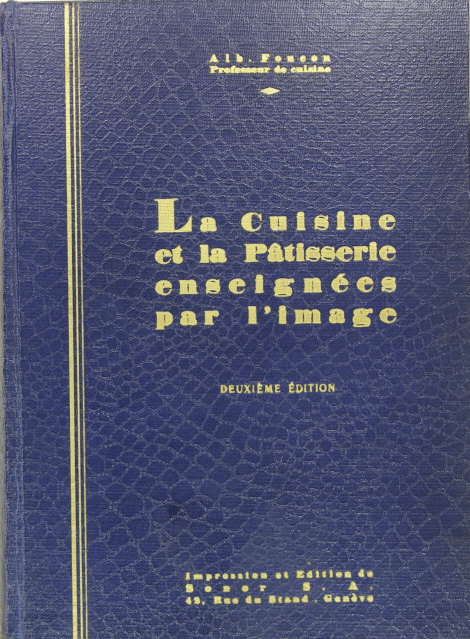 Alb. Foucon
Professeur de cuisine
La Cuisine
et la Pâtisserie
enseignées
par l'image
DEUXIÈME ÉDITION
Impression et Edition de
Sonor S. A.
42, Rue du Stand . Genève